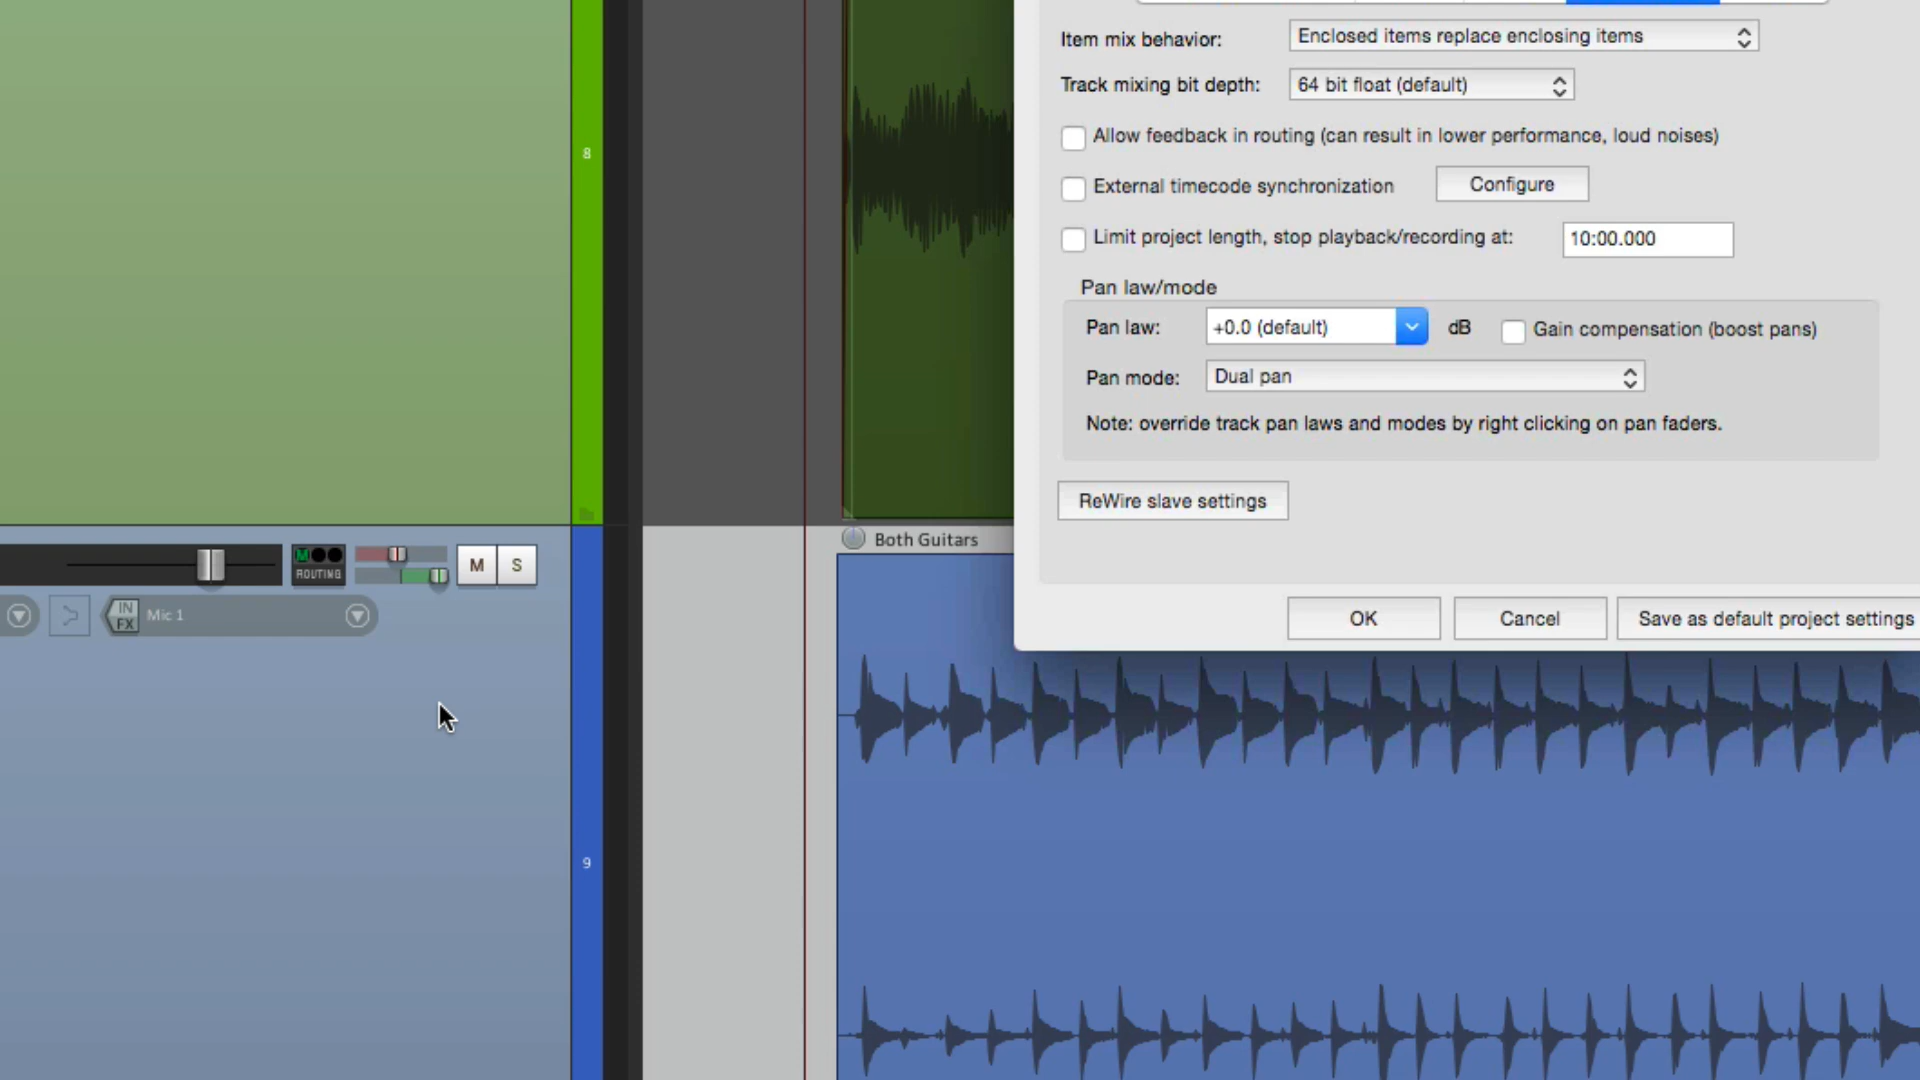 Item mix behavior: Enclosed items replace enclosing items
Track mixing bit depth: 64 bit float (default)
Allow feedback in routing (can result in lower performance, loud noises)
External timecode synchronization Configure
Limit project length, stop playback/recording at: 10:00.000
Pan law/mode
Pan law: +0.0 (default) dB Gain compensation (boost pans)
Pan mode: Dual pan
Note: override track pan laws and modes by right clicking on pan faders.
ReWire slave settings
OK Cancel Save as default project settings
8
Both Guitars
M ROUTING M S
IN FX Mic 1
9